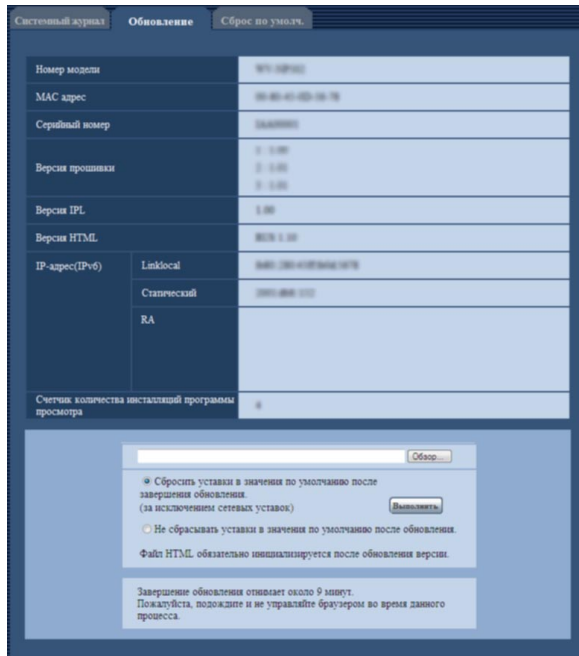 Системный журнал Обновление Сброс по умолч.
Номер модели
MAC адрес
Серийный номер
Версия прошивки
Версия IPL
1.00
Версия HTML
IP-адрес(IPv6) Linklocal
Статический
RA
Счетчик количества инсталляций программы
просмотра
Обзор...
Сбросить уставки в значения по умолчанию после
завершения обновления.
(за исключением сетевых уставок) Выполнить
Не сбрасывать уставки в значения по умолчанию после обновления.
Файл HTML обязательно инициализируется после обновления версии.
Завершение обновления отнимает около 9 минут.
Пожалуйста, подождите и не управляйте браузером во время данного
процесса.